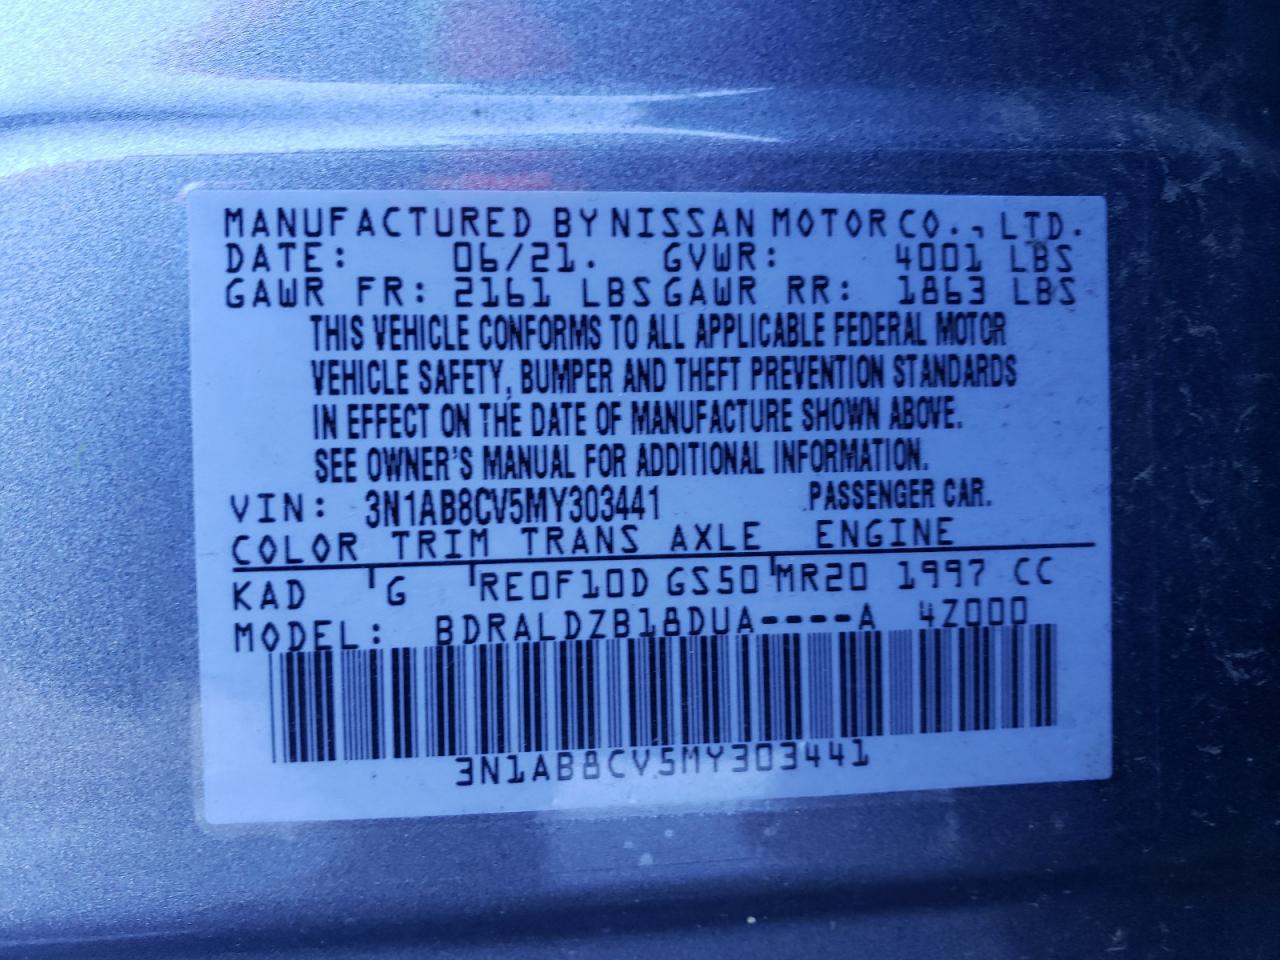 MANUFACTURED BY NISSAN MOTOR CO., LTD.
DATE: 06/21. GVWR: 4001 LBS
GAWR FR: 2161 LBS GAWR RR: 1863 LBS
THIS VEHICLE CONFORMS TO ALL APPLICABLE FEDERAL MOTOR
VEHICLE SAFETY, BUMPER AND THEFT PREVENTION STANDARDS
IN EFFECT ON THE DATE OF MANUFACTURE SHOWN ABOVE.
SEE OWNER'S MANUAL FOR ADDITIONAL INFORMATION.
VIN: 3N1AB8CV5MY303441 PASSENGER CAR.
COLOR TRIM TRANS AXLE ENGINE
KAD G RE0F10D GS50 MR20 1997 CC
MODEL: BDRALDZB18DUA----A 4Z000
3N1AB8CV5MY303441